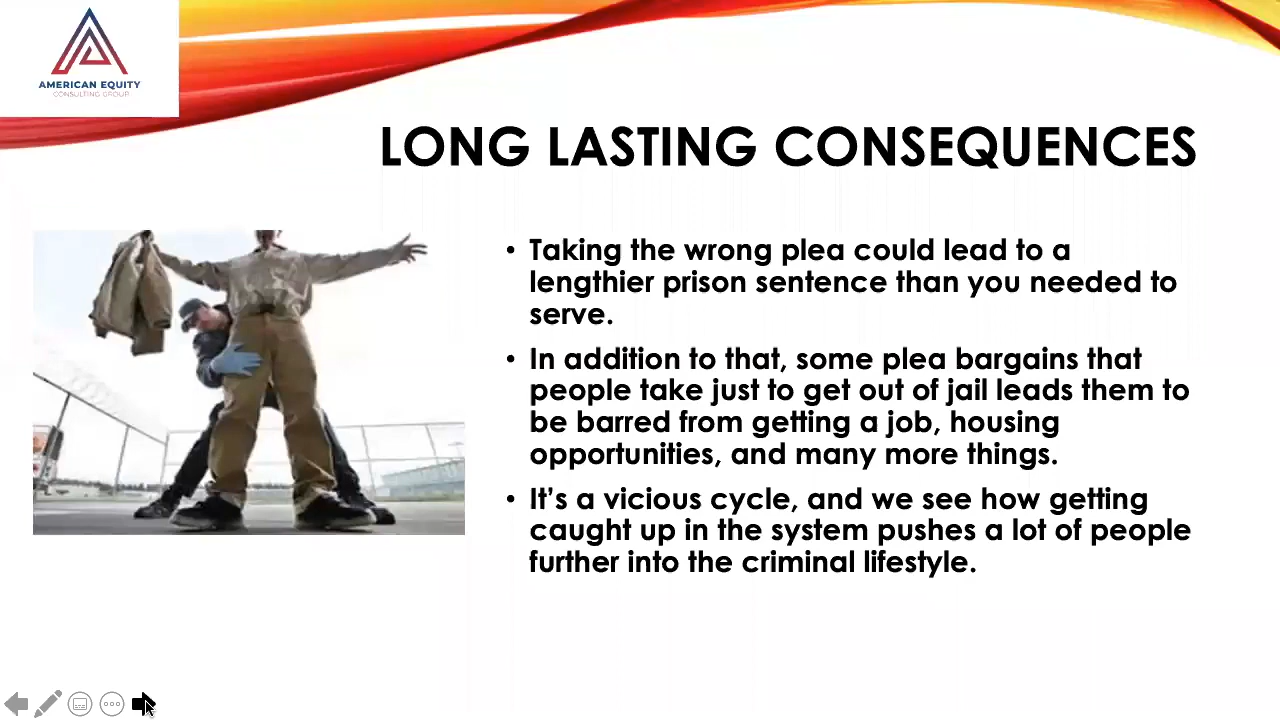 AMERICAN EQUITY
CONSULTING GROUP
LONG LASTING CONSEQUENCES
• Taking the wrong plea could lead to a
lengthier prison sentence than you needed to
serve.
• In addition to that, some plea bargains that
people take just to get out of jail leads them to
be barred from getting a job, housing
opportunities, and many more things.
• It’s a vicious cycle, and we see how getting
caught up in the system pushes a lot of people
further into the criminal lifestyle.